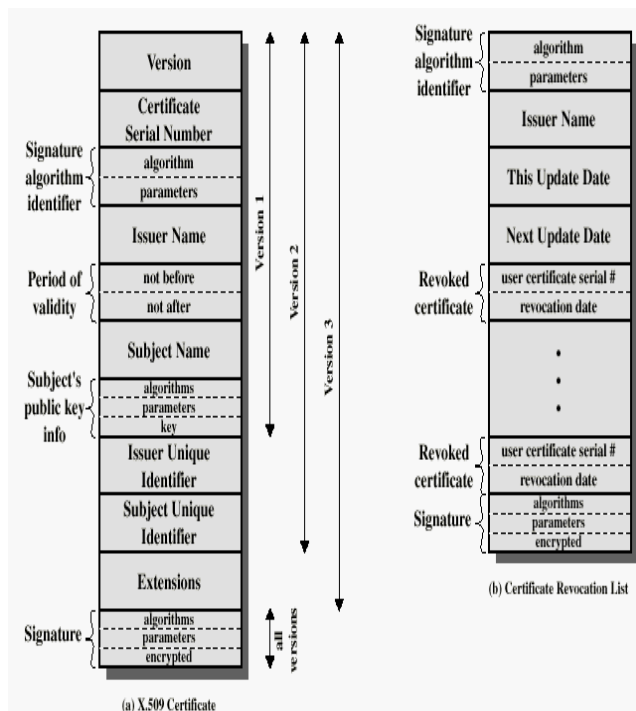 Version
Certificate
Serial Number
Signature
algorithm
identifier
algorithm
parameters
Issuer Name
Period of
validity
not before
not after
Subject Name
Subject's
public key
info
algorithms
parameters
key
Issuer Unique
Identifier
Subject Unique
Identifier
Extensions
Signature
algorithms
parameters
encrypted
Version 1
Version 2
Version 3
all
versions
(a) X.509 Certificate
Signature
algorithm
identifier
algorithm
parameters
Issuer Name
This Update Date
Next Update Date
Revoked
certificate
user certificate serial #
revocation date
Revoked
certificate
user certificate serial #
revocation date
Signature
algorithms
parameters
encrypted
(b) Certificate Revocation List